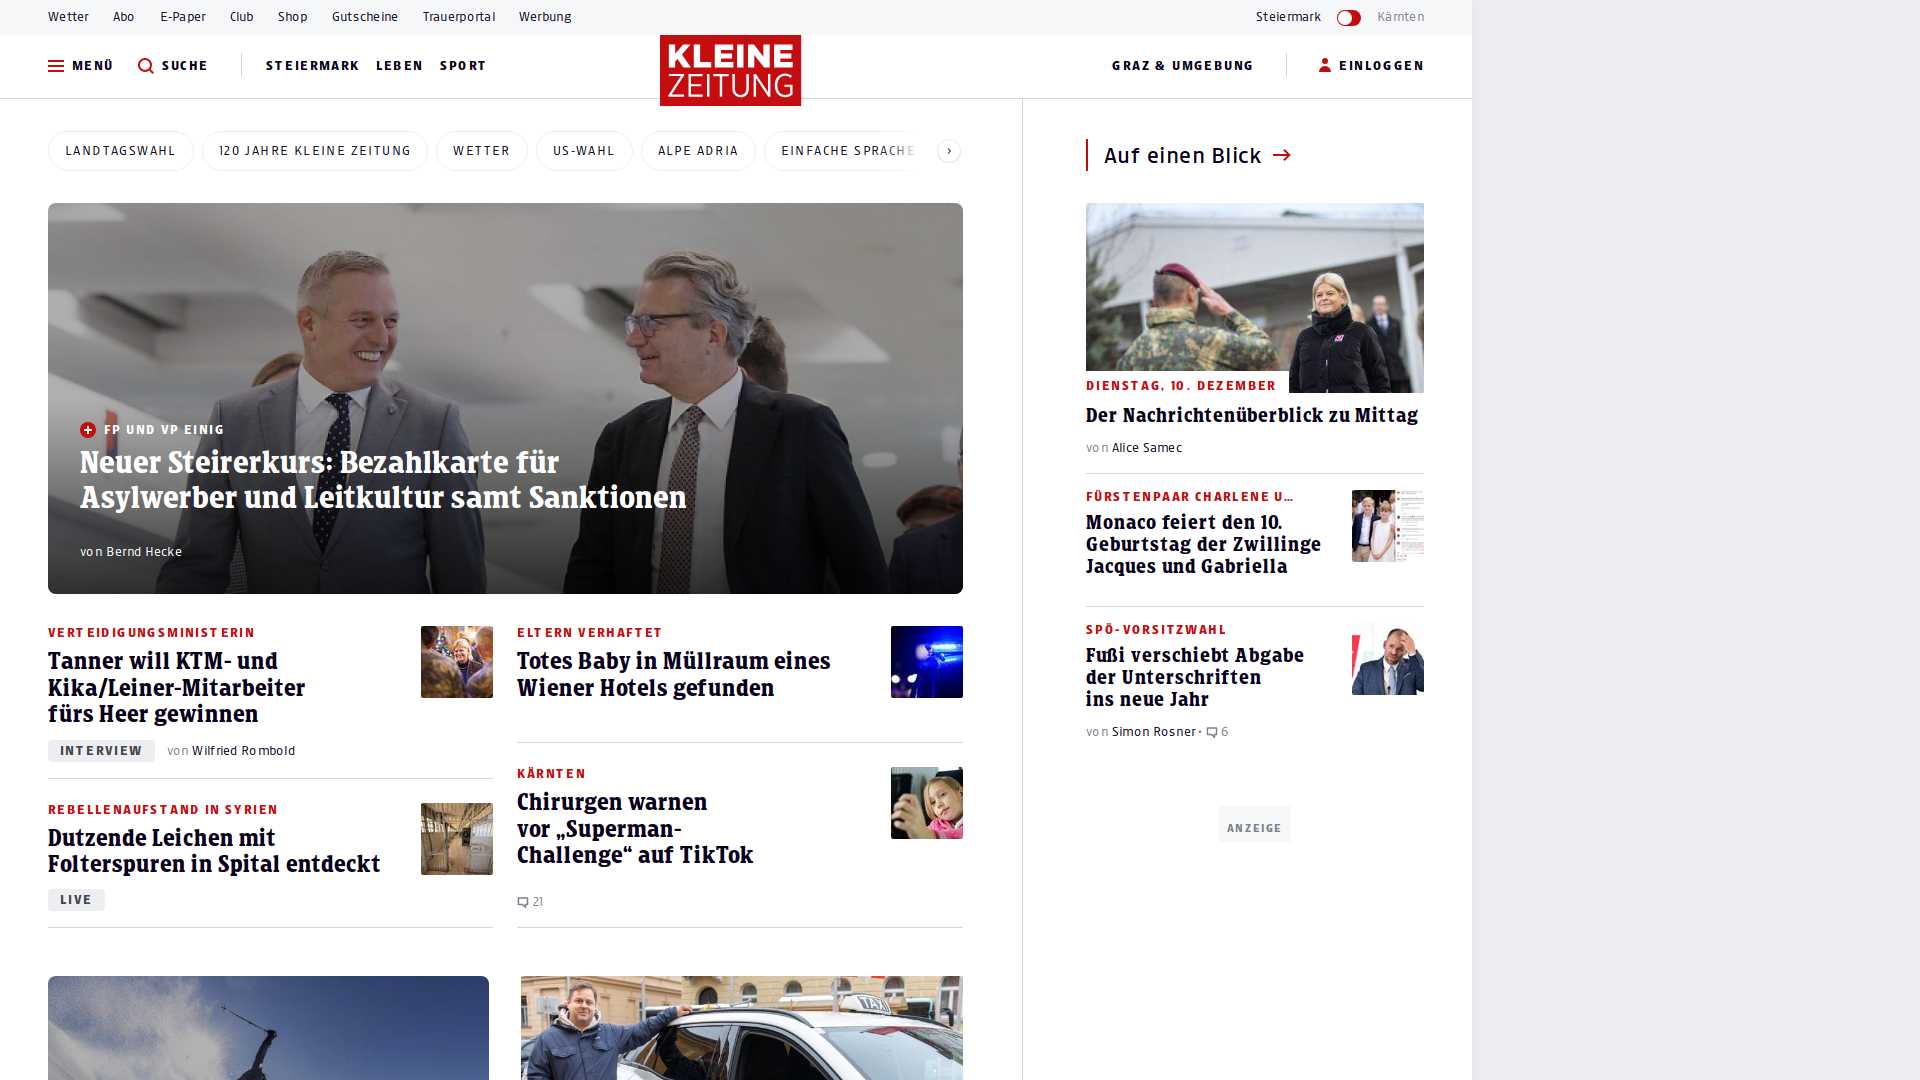 Wetter Abo E-Paper Club Shop Gutscheine Trauerportal Werbung Steiermark Kärnten
MENÜ SUCHE STEIERMARK LEBEN SPORT KLEINE ZEITUNG GRAZ & UMGEBUNG EINLOGGEN
LANDTAGSWAHL 120 JAHRE KLEINE ZEITUNG WETTER US-WAHL ALPE ADRIA EINFACHE SPRACHE
FP UND VP EINIG
Neuer Steirerkurs: Bezahlkarte für
Asylwerber und Leitkultur samt Sanktionen
von Bernd Hecke
VERTEIDIGUNGSMINISTERIN
Tanner will KTM- und
Kika/Leiner-Mitarbeiter
fürs Heer gewinnen
INTERVIEW von Wilfried Rombold
REBELLENAUFSTAND IN SYRIEN
Dutzende Leichen mit
Folterspuren in Spital entdeckt
LIVE
ELTERN VERHAFTET
Totes Baby in Müllraum eines
Wiener Hotels gefunden
KÄRNTEN
Chirurgen warnen
vor „Superman-
Challenge“ auf TikTok
21
TAXI
Auf einen Blick →
DIENSTAG, 10. DEZEMBER
Der Nachrichtenüberblick zu Mittag
von Alice Samec
FÜRSTENPAAR CHARLENE U...
Monaco feiert den 10.
Geburtstag der Zwillinge
Jacques und Gabriella
SPÖ-VORSITZWAHL
Fußi verschiebt Abgabe
der Unterschriften
ins neue Jahr
von Simon Rosner • 6
ANZEIGE